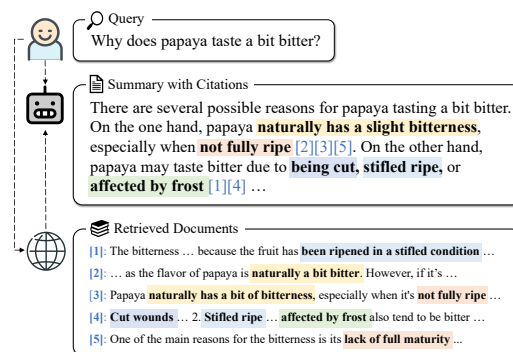 Query
Why does papaya taste a bit bitter?
Summary with Citations
There are several possible reasons for papaya tasting a bit bitter.
On the one hand, papaya naturally has a slight bitterness,
especially when not fully ripe [2][3][5]. On the other hand,
papaya may taste bitter due to being cut, stifled ripe, or
affected by frost [1][4] …
Retrieved Documents
[1]: The bitterness … because the fruit has been ripened in a stifled condition …
[2]: … as the flavor of papaya is naturally a bit bitter. However, if it’s …
[3]: Papaya naturally has a bit of bitterness, especially when it's not fully ripe …
[4]: Cut wounds … 2. Stifled ripe … affected by frost also tend to be bitter …
[5]: One of the main reasons for the bitterness is its lack of full maturity ...